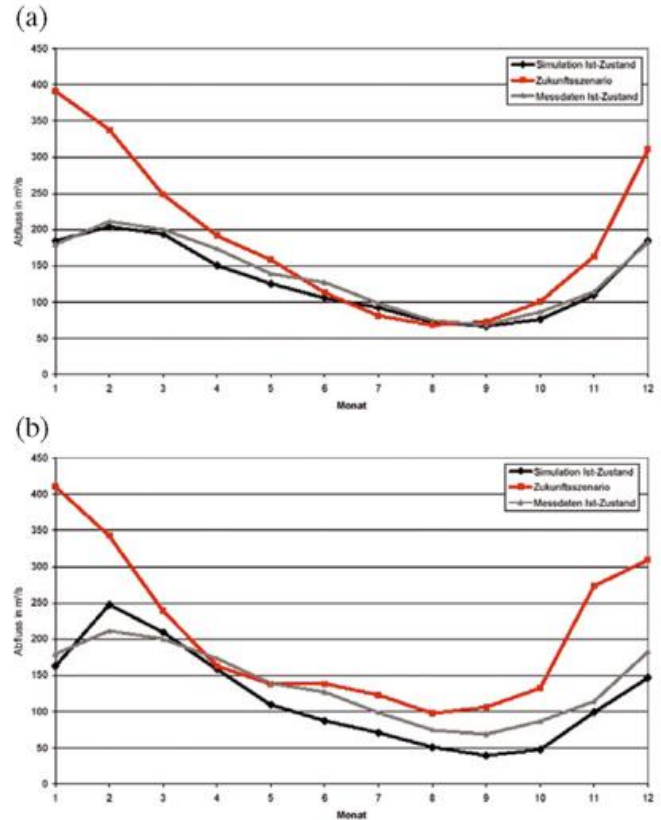 (a)
450
400
350
300
250
200
150
100
50
0
Abfluss in m³/s
Simulation Ist-Zustand
Zukunftsszenario
Messdaten Ist-Zustand
1 2 3 4 5 6 7 8 9 10 11 12
Monat
(b)
450
400
350
300
250
200
150
100
50
0
Abfluss in m³/s
Simulation Ist-Zustand
Zukunftsszenario
Messdaten Ist-Zustand
1 2 3 4 5 6 7 8 9 10 11 12
Monat